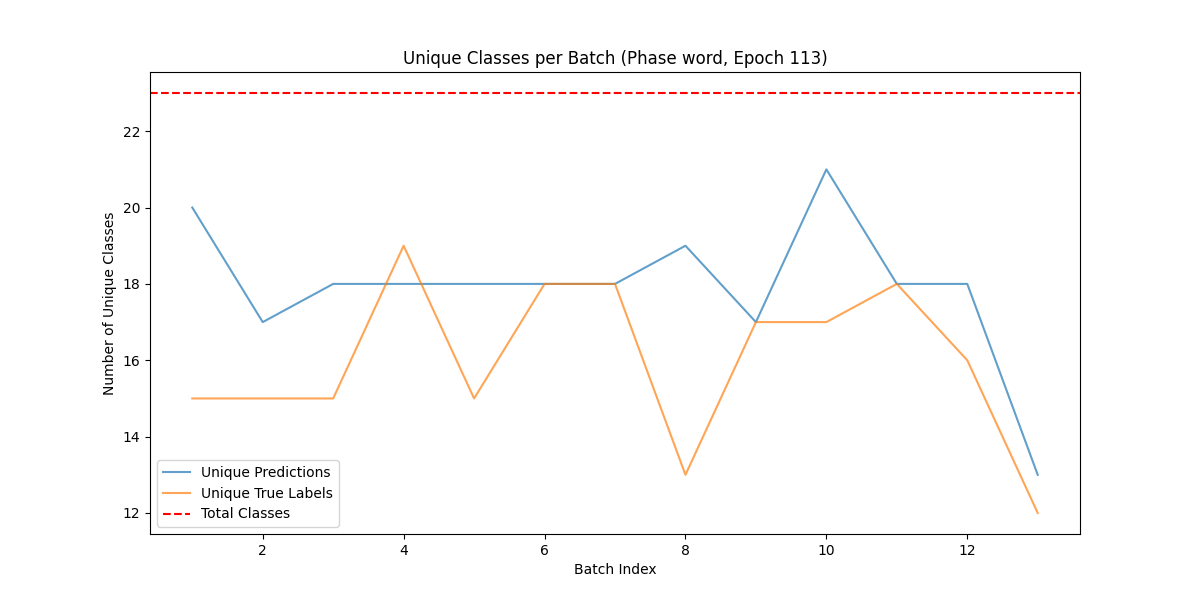 Unique Classes per Batch (Phase word, Epoch 113)
22
20
18
16
14
12
Number of Unique Classes
Unique Predictions
Unique True Labels
Total Classes
2 4 6 8 10 12
Batch Index